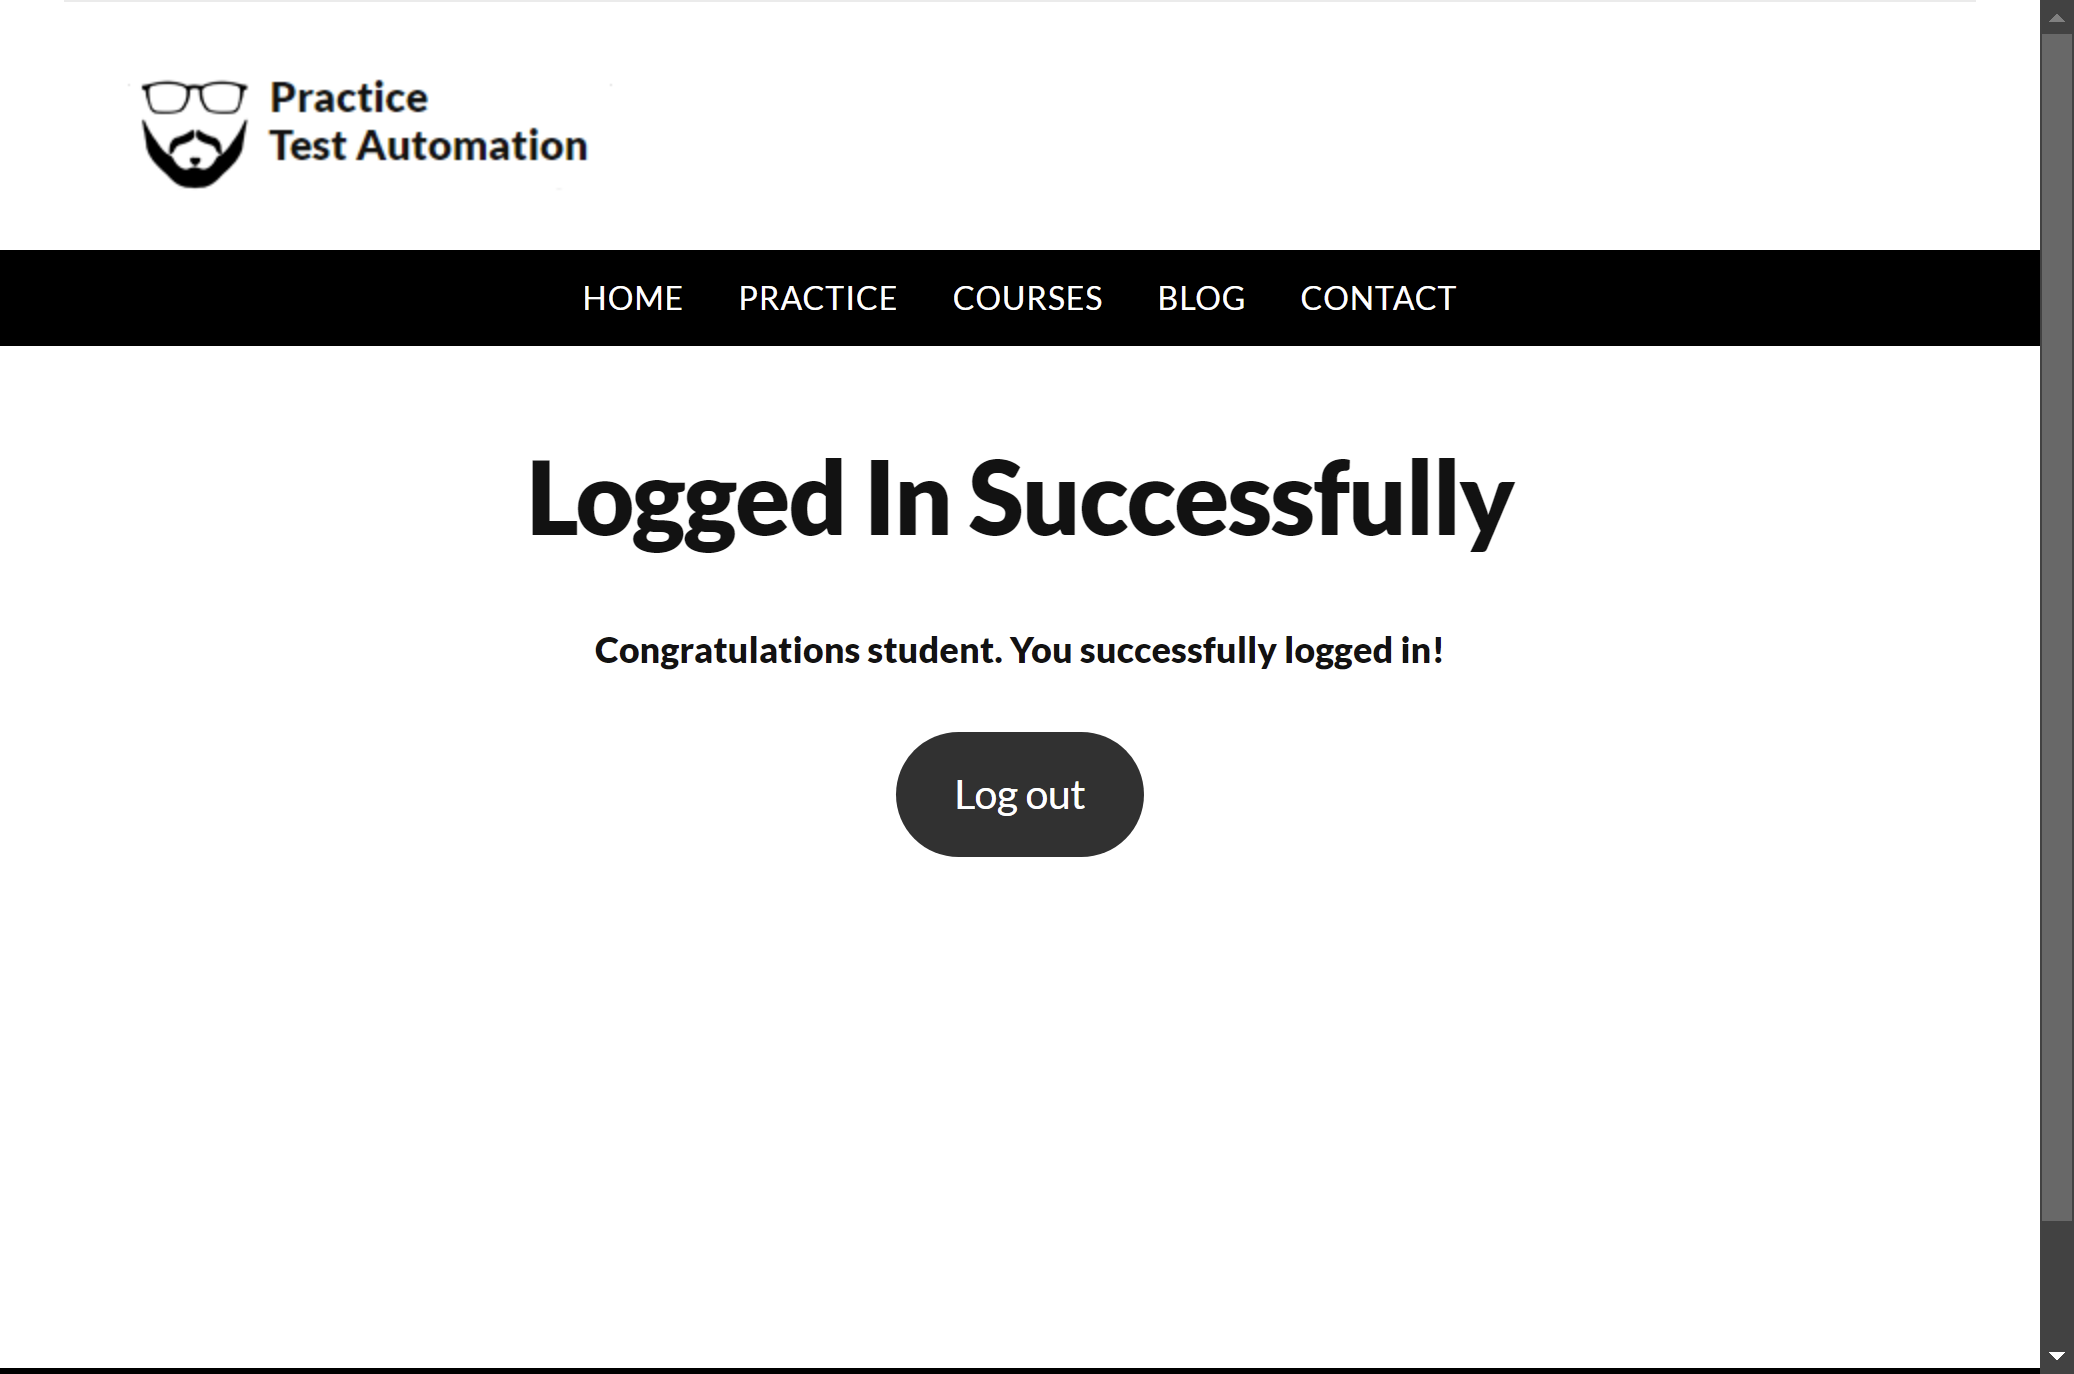 Practice
Test Automation
HOME PRACTICE COURSES BLOG CONTACT
Logged In Successfully
Congratulations student. You successfully logged in!
Log out